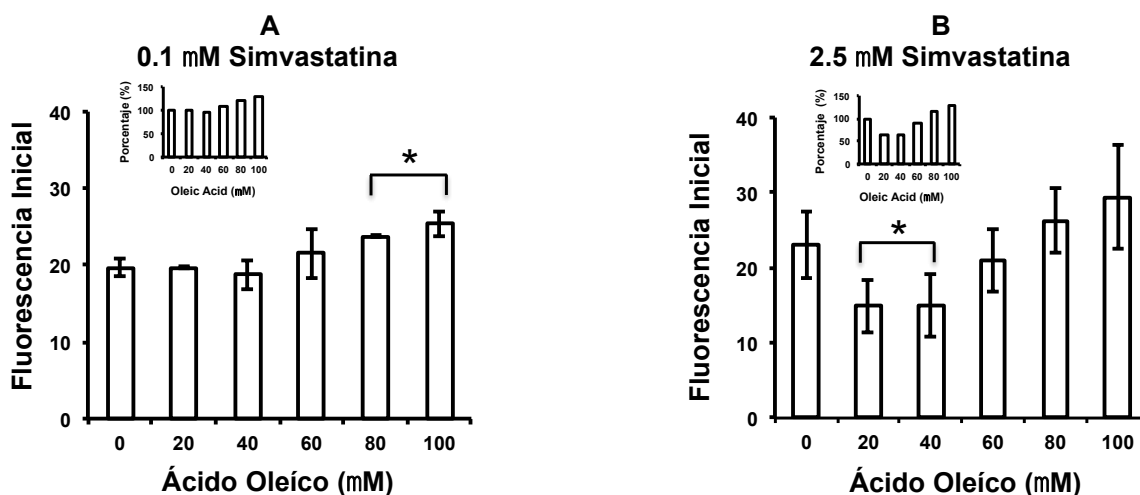 A
0.1 mM Simvastatina
Porcentaje (%)
150
100
50
0
0 20 40 60 80 100
Oleic Acid (mM)
Fluorescencia Inicial
40
30
20
10
0
*
0 20 40 60 80 100
Ácido Oleíco (mM)
B
2.5 mM Simvastatina
Porcentaje (%)
150
100
50
0
0 20 40 60 80 100
Oleic Acid (mM)
Fluorescencia Inicial
40
30
20
10
0
*
0 20 40 60 80 100
Ácido Oleíco (mM)